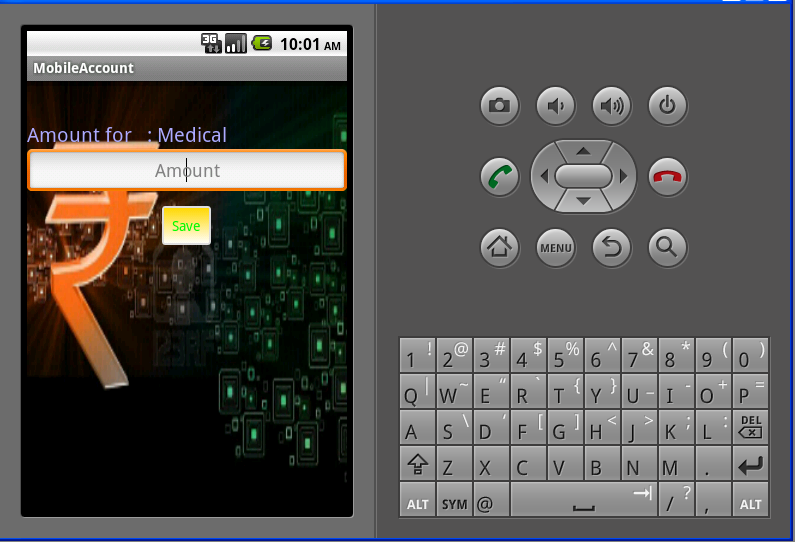 3G 10:01 AM
MobileAccount
Amount for : Medical
Amount
Save
MENU
1 ! 2 @ 3 # 4 $ 5 % 6 ^ 7 & 8 * 9 ( 0 )
Q | W ~ E " R ` T { Y } U _ I - O + P =
A S \ D ' F [ G ] H < J > K ; L : DEL
Z X C V B N M .
ALT SYM @ / ? , ALT